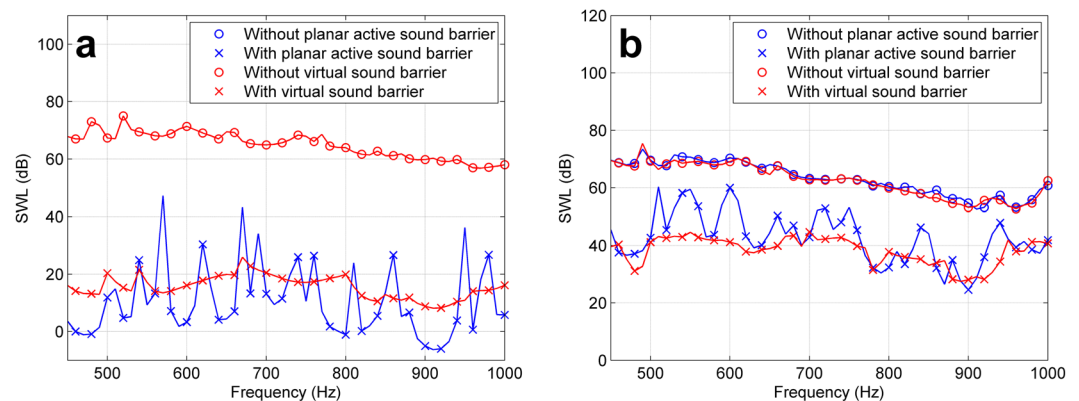 a
Without planar active sound barrier
With planar active sound barrier
Without virtual sound barrier
With virtual sound barrier
100
80
60
40
20
0
SWL (dB)
500 600 700 800 900 1000
Frequency (Hz)
b
Without planar active sound barrier
With planar active sound barrier
Without virtual sound barrier
With virtual sound barrier
120
100
80
60
40
20
0
SWL (dB)
500 600 700 800 900 1000
Frequency (Hz)